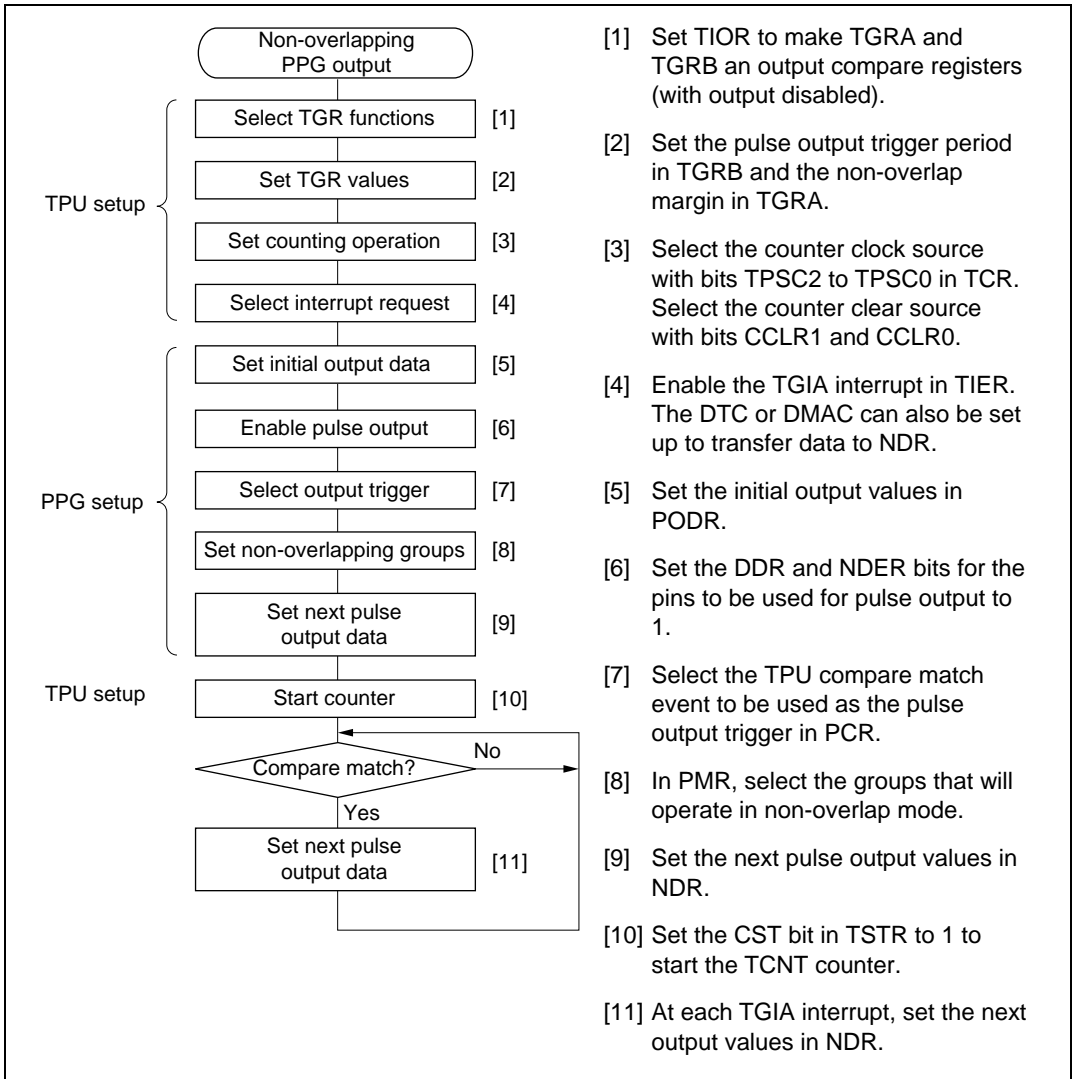 Non-overlapping
PPG output
Select TGR functions [1]
Set TGR values [2]
TPU setup
Set counting operation [3]
Select interrupt request [4]
Set initial output data [5]
Enable pulse output [6]
Select output trigger [7]
PPG setup
Set non-overlapping groups [8]
Set next pulse
output data [9]
TPU setup
Start counter [10]
No
Compare match?
Yes
Set next pulse
output data [11]
[1] Set TIOR to make TGRA and
TGRB an output compare registers
(with output disabled).
[2] Set the pulse output trigger period
in TGRB and the non-overlap
margin in TGRA.
[3] Select the counter clock source
with bits TPSC2 to TPSC0 in TCR.
Select the counter clear source
with bits CCLR1 and CCLR0.
[4] Enable the TGIA interrupt in TIER.
The DTC or DMAC can also be set
up to transfer data to NDR.
[5] Set the initial output values in
PODR.
[6] Set the DDR and NDER bits for the
pins to be used for pulse output to
1.
[7] Select the TPU compare match
event to be used as the pulse
output trigger in PCR.
[8] In PMR, select the groups that will
operate in non-overlap mode.
[9] Set the next pulse output values in
NDR.
[10] Set the CST bit in TSTR to 1 to
start the TCNT counter.
[11] At each TGIA interrupt, set the next
output values in NDR.